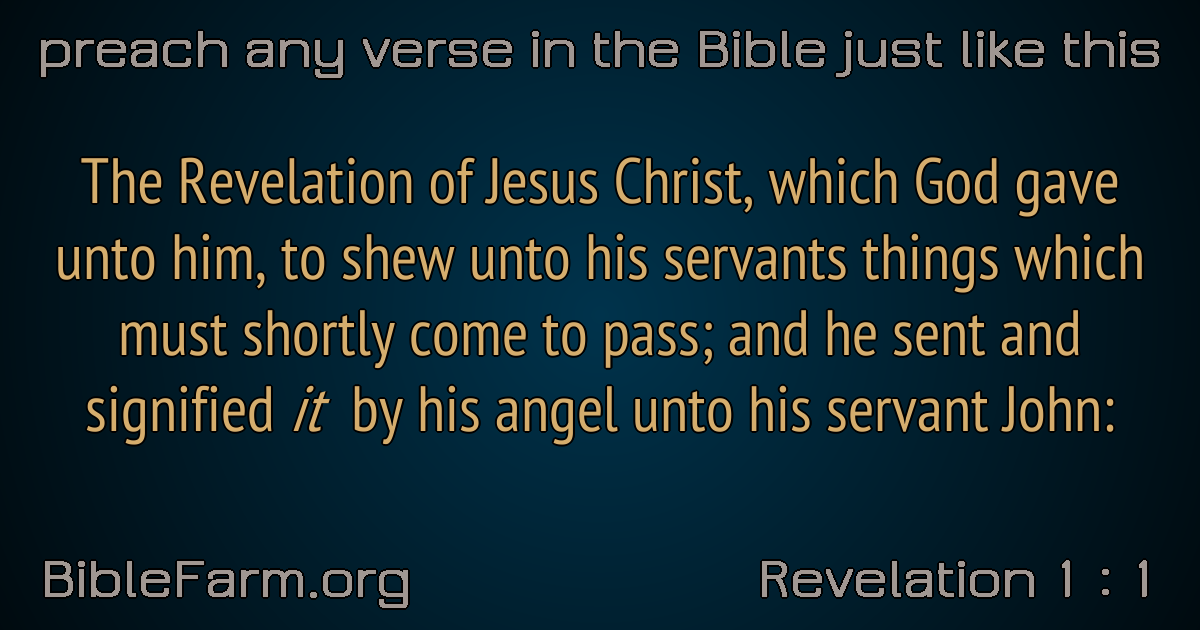 preach any verse in the Bible just like this
The Revelation of Jesus Christ, which God gave
unto him, to shew unto his servants things which
must shortly come to pass; and he sent and
signified it by his angel unto his servant John:
BibleFarm.org
Revelation 1 : 1